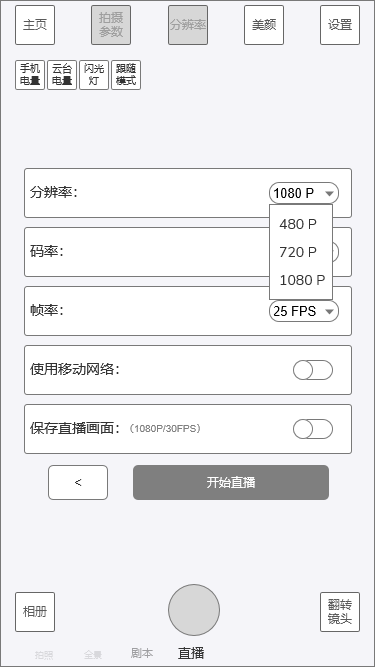 主页
拍摄
参数
分辨率
美颜
设置
手机
电量
云台
电量
闪光
灯
跟随
模式
分辨率：
1080 P
480 P
720 P
1080 P
码率：
帧率：
25 FPS
使用移动网络：
保存直播画面：（1080P/30FPS）
<
开始直播
相册
翻转
镜头
拍照
全景
剧本
直播